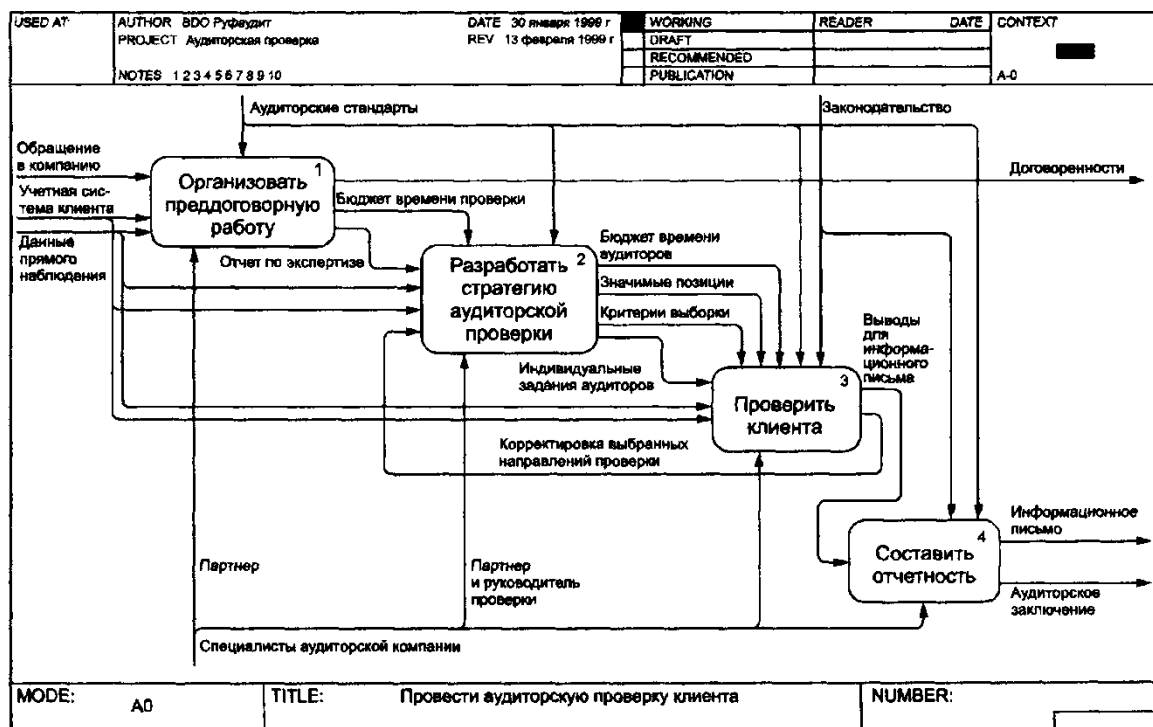 USED AT:
AUTHOR BDO Руфаудит
DATE 30 января 1999 г
WORKING
READER
DATE
CONTEXT
PROJECT Аудиторская проверка
REV 13 февраля 1999 г
DRAFT
RECOMMENDED
NOTES 1 2 3 4 5 6 7 8 9 10
PUBLICATION
A-0
Аудиторские стандарты
Законодательство
Обращение
в компанию
Учетная сис-
тема клиента
Данные
прямого
наблюдения
1
Организовать
преддоговорную
работу
Договоренности
Бюджет времени проверки
Отчет по экспертизе
2
Разработать
стратегию
аудиторской
проверки
Бюджет времени
аудиторов
Значимые позиции
Критерии выборки
Индивидуальные
задания аудиторов
Выводы
для
информа-
ционного
письма
3
Проверить
клиента
Корректировка выбранных
направлений проверки
4
Составить
отчетность
Информационное
письмо
Аудиторское
заключение
Партнер
Партнер
и руководитель
проверки
Специалисты аудиторской компании
MODE:
A0
TITLE:
Провести аудиторскую проверку клиента
NUMBER: